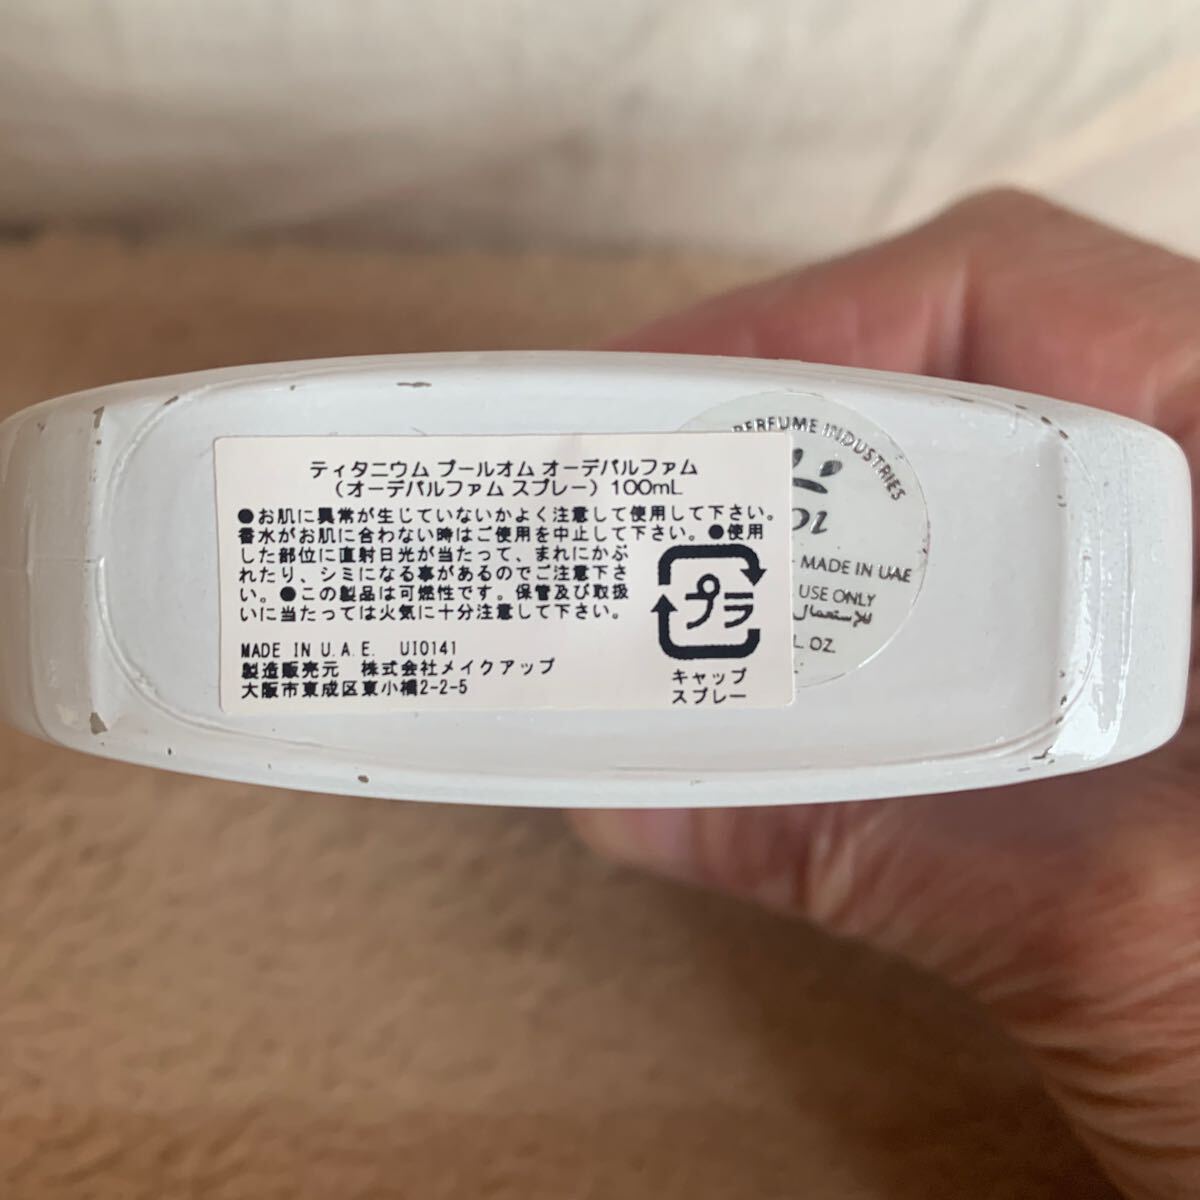 ティタニウム プールオム オーデパルファム
（オーデパルファム スプレー）100mL
●お肌に異常が生じていないかよく注意して使用して下さい。
香水がお肌に合わない時はご使用を中止して下さい。●使用
した部位に直射日光が当たって、まれにかぶ
れたり、シミになる事があるのでご注意下さ
い。●この製品は可燃性です。保管及び取扱
いに当たっては火気に十分注意して下さい。
MADE IN U.A.E. UI0141
製造販売元 株式会社メイクアップ
大阪市東成区東小橋2-2-5
プラ
キャップ
スプレー
PERFUME INDUSTRIES
MADE IN UAE
USE ONLY
للإستعمال
L. OZ.